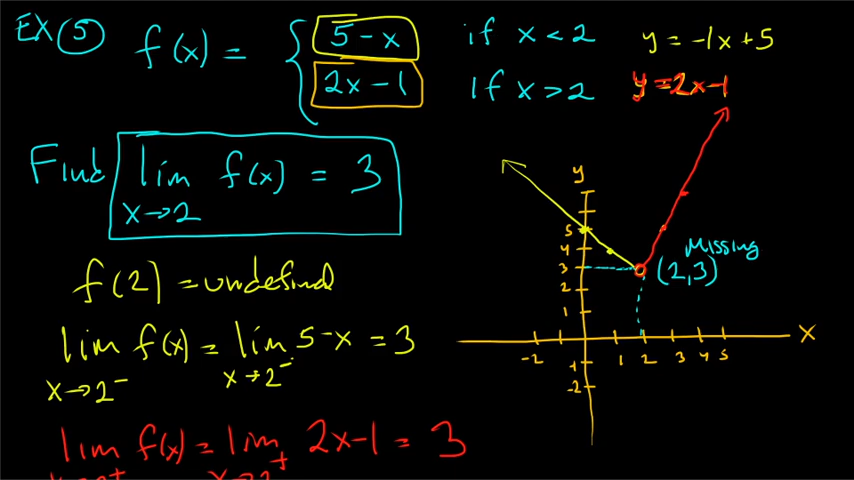 EX 5 f(x) = { 5-x if x < 2 y = -1x + 5
2x - 1 If x > 2 y = 2x-1
Find lim f(x) = 3
x→2
f(2) = undefined
lim f(x) = lim 5-x = 3
x→2⁻ x→2⁻
lim f(x) = lim 2x-1 = 3
x→2⁺
y
5
4
3
2
1
Missing
(2,3)
-2 1 2 3 4 5 x
-1
-2